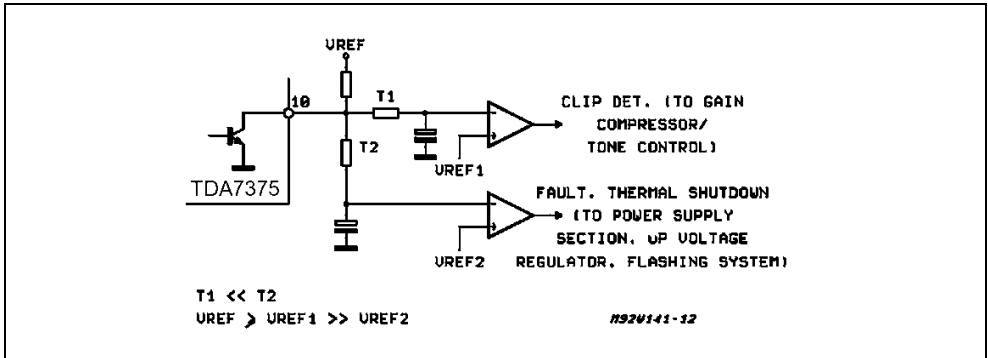 VREF
10
T1
CLIP DET. (TO GAIN
COMPRESSOR/
TONE CONTROL)
T2
VREF1
TDA7375
FAULT. THERMAL SHUTDOWN
(TO POWER SUPPLY
SECTION. uP VOLTAGE
REGULATOR. FLASHING SYSTEM)
VREF2
T1 << T2
VREF ⩾ VREF1 >> VREF2
M92U141-12